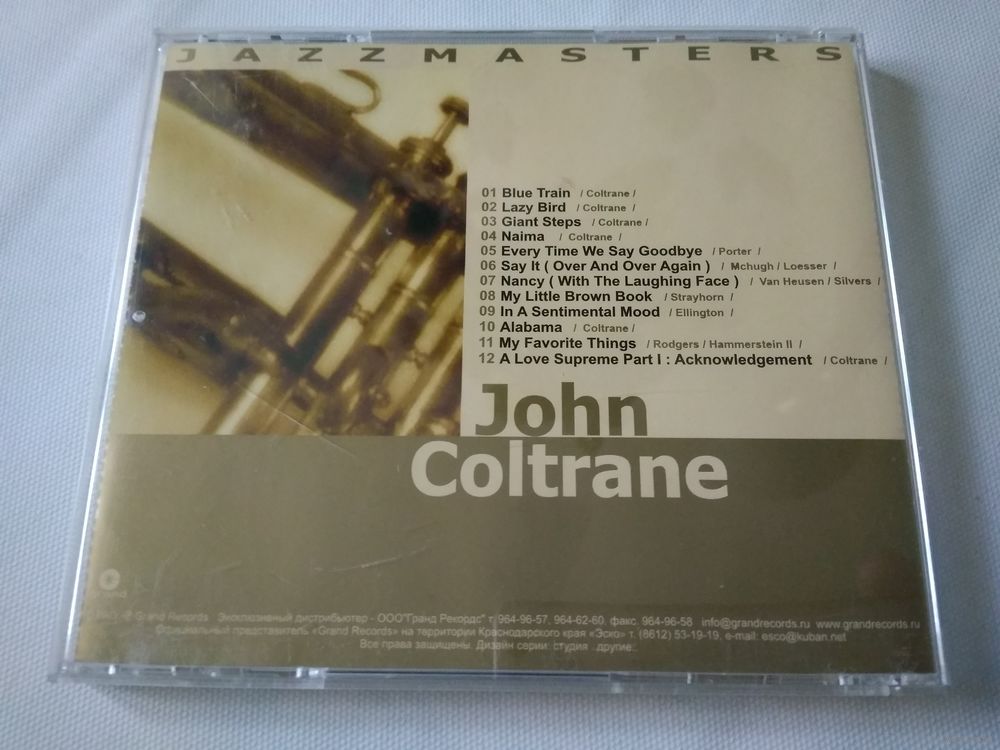 JAZZMASTERS
01 Blue Train / Coltrane /
02 Lazy Bird / Coltrane /
03 Giant Steps / Coltrane /
04 Naima / Coltrane /
05 Every Time We Say Goodbye / Porter /
06 Say It ( Over And Over Again ) / Mchugh / Loesser /
07 Nancy ( With The Laughing Face ) / Van Heusen / Silvers /
08 My Little Brown Book / Strayhorn /
09 In A Sentimental Mood / Ellington /
10 Alabama / Coltrane /
11 My Favorite Things / Rodgers / Hammerstein II /
12 A Love Supreme Part I : Acknowledgement / Coltrane /
John
Coltrane
Grand Records Эксклюзивный дистрибьютер - ООО"Гранд Рекордс" т. 964-96-57, 964-62-60, факс. 964-96-58 info@grandrecords.ru www.grandrecords.ru
Официальный представитель «Grand Records» на территории Краснодарского края «Эско» т. (8612) 53-19-19, e-mail: esco@kuban.net
Все права защищены. Дизайн серии: студия .другие:.